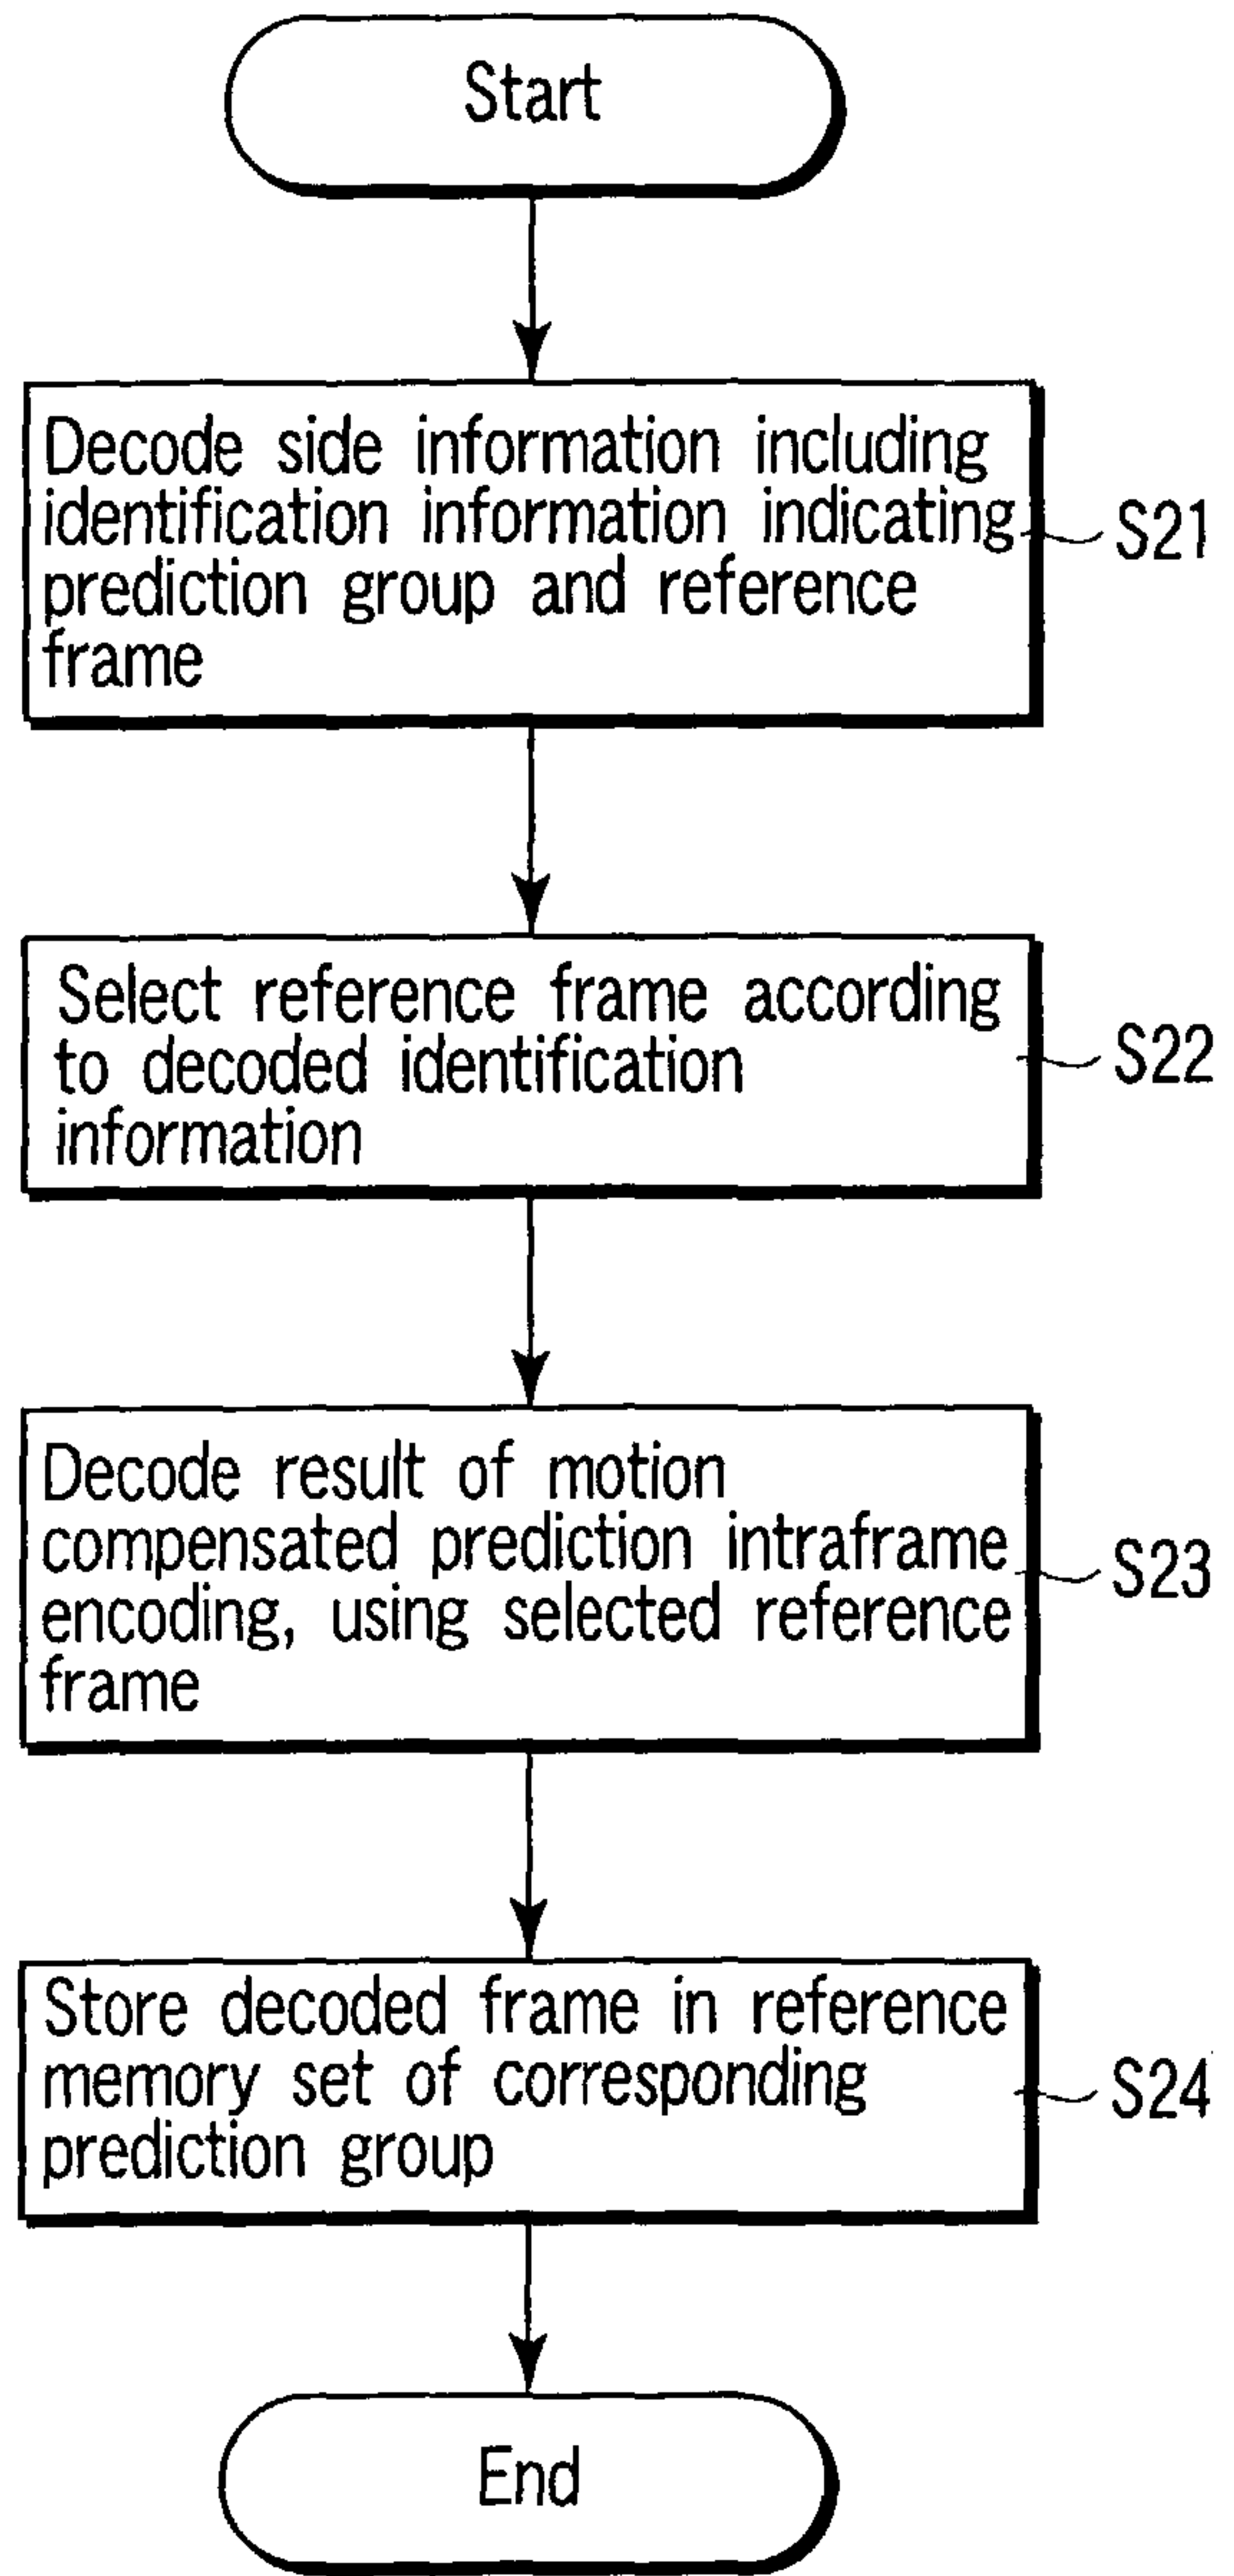 Start
Decode side information including
identification information indicating
prediction group and reference
frame
S21
Select reference frame according
to decoded identification
information
S22
Decode result of motion
compensated prediction intraframe
encoding, using selected reference
frame
S23
Store decoded frame in reference
memory set of corresponding
prediction group
S24
End